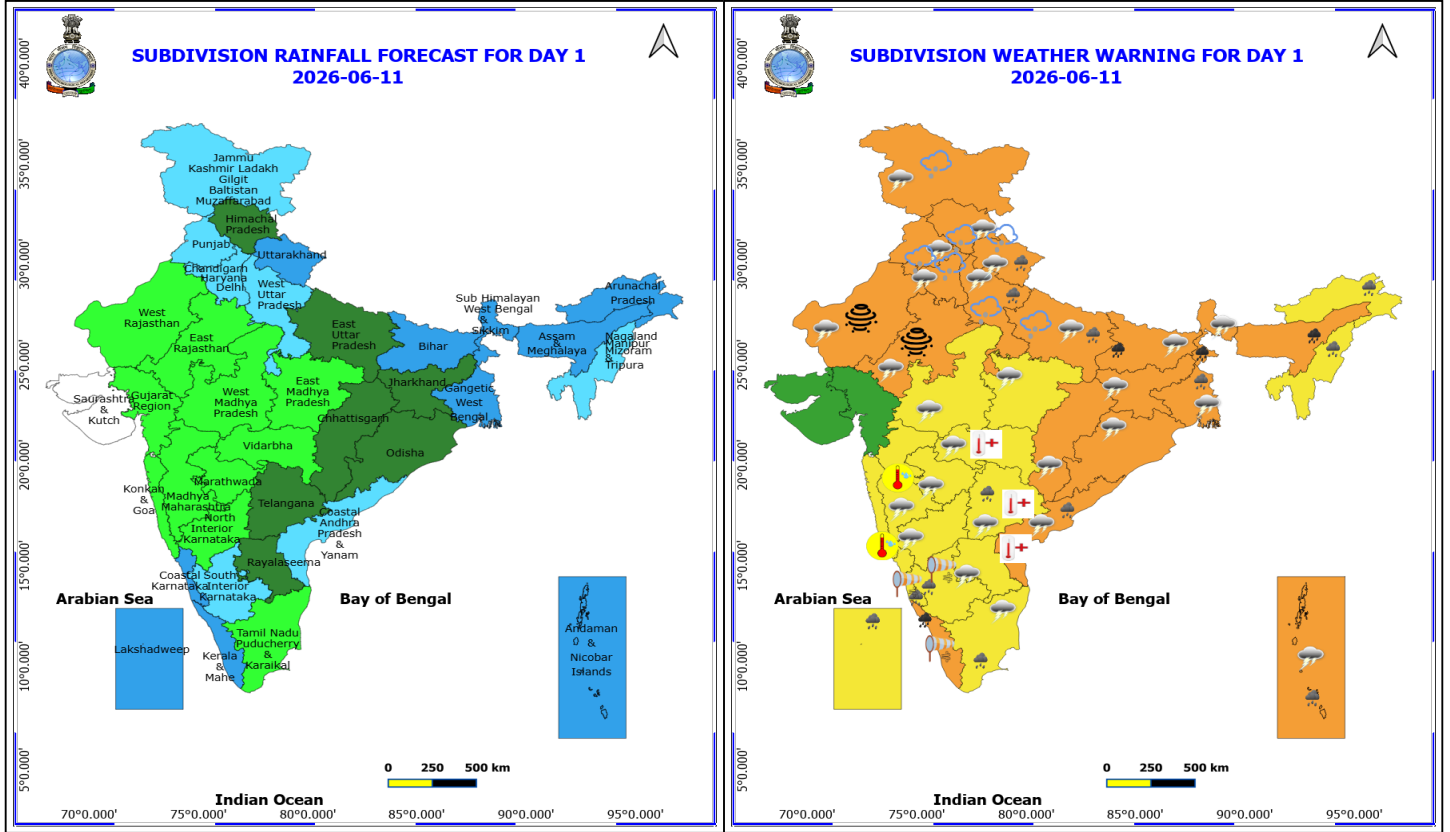 SUBDIVISION RAINFALL FORECAST FOR DAY 1
2026-06-11
40°0.000'
35°0.000'
30°0.000'
25°0.000'
20°0.000'
15°0.000'
10°0.000'
5°0.000'
Jammu
Kashmir Ladakh
Gilgit
Baltistan
Muzaffarabad
Himachal
Pradesh
Punjab
Uttarakhand
Chandigarh
Haryana
Delhi
West
Uttar
Pradesh
Arunachal
Pradesh
Sub Himalayan
West Bengal
&
Sikkim
West
Rajasthan
East
Rajasthan
East
Uttar
Pradesh
Bihar
Assam
&
Meghalaya
Nagaland
Manipur
Mizoram
&
Tripura
Saurashtra
&
Kutch
Gujarat
Region
West
Madhya
Pradesh
East
Madhya
Pradesh
Jharkhand
Gangetic
West
Bengal
Chhattisgarh
Odisha
Vidarbha
Konkan
&
Goa
Madhya
Maharashtra
Marathwada
Telangana
North
Interior
Karnataka
Coastal
Andhra
Pradesh
&
Yanam
Rayalaseema
Coastal
Karnataka
South
Interior
Karnataka
Arabian Sea
Bay of Bengal
Lakshadweep
Kerala
&
Mahe
Tamil Nadu
Puducherry
&
Karaikal
Andaman
&
Nicobar
Islands
0 250 500 km
Indian Ocean
70°0.000' 75°0.000' 80°0.000' 85°0.000' 90°0.000' 95°0.000'
SUBDIVISION WEATHER WARNING FOR DAY 1
2026-06-11
40°0.000'
35°0.000'
30°0.000'
25°0.000'
20°0.000'
15°0.000'
10°0.000'
5°0.000'
Arabian Sea
Bay of Bengal
0 250 500 km
Indian Ocean
70°0.000' 75°0.000' 80°0.000' 85°0.000' 90°0.000' 95°0.000'